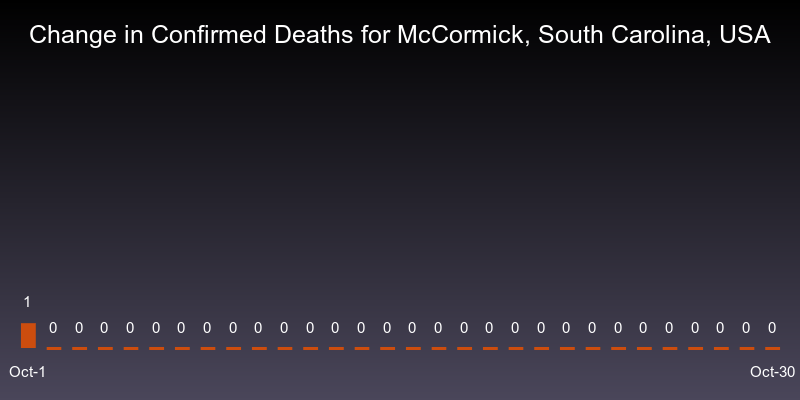 Change in Confirmed Deaths for McCormick, South Carolina, USA
1
0 0 0 0 0 0 0 0 0 0 0 0 0 0 0 0 0 0 0 0 0 0 0 0 0 0 0 0 0
Oct-1 Oct-30